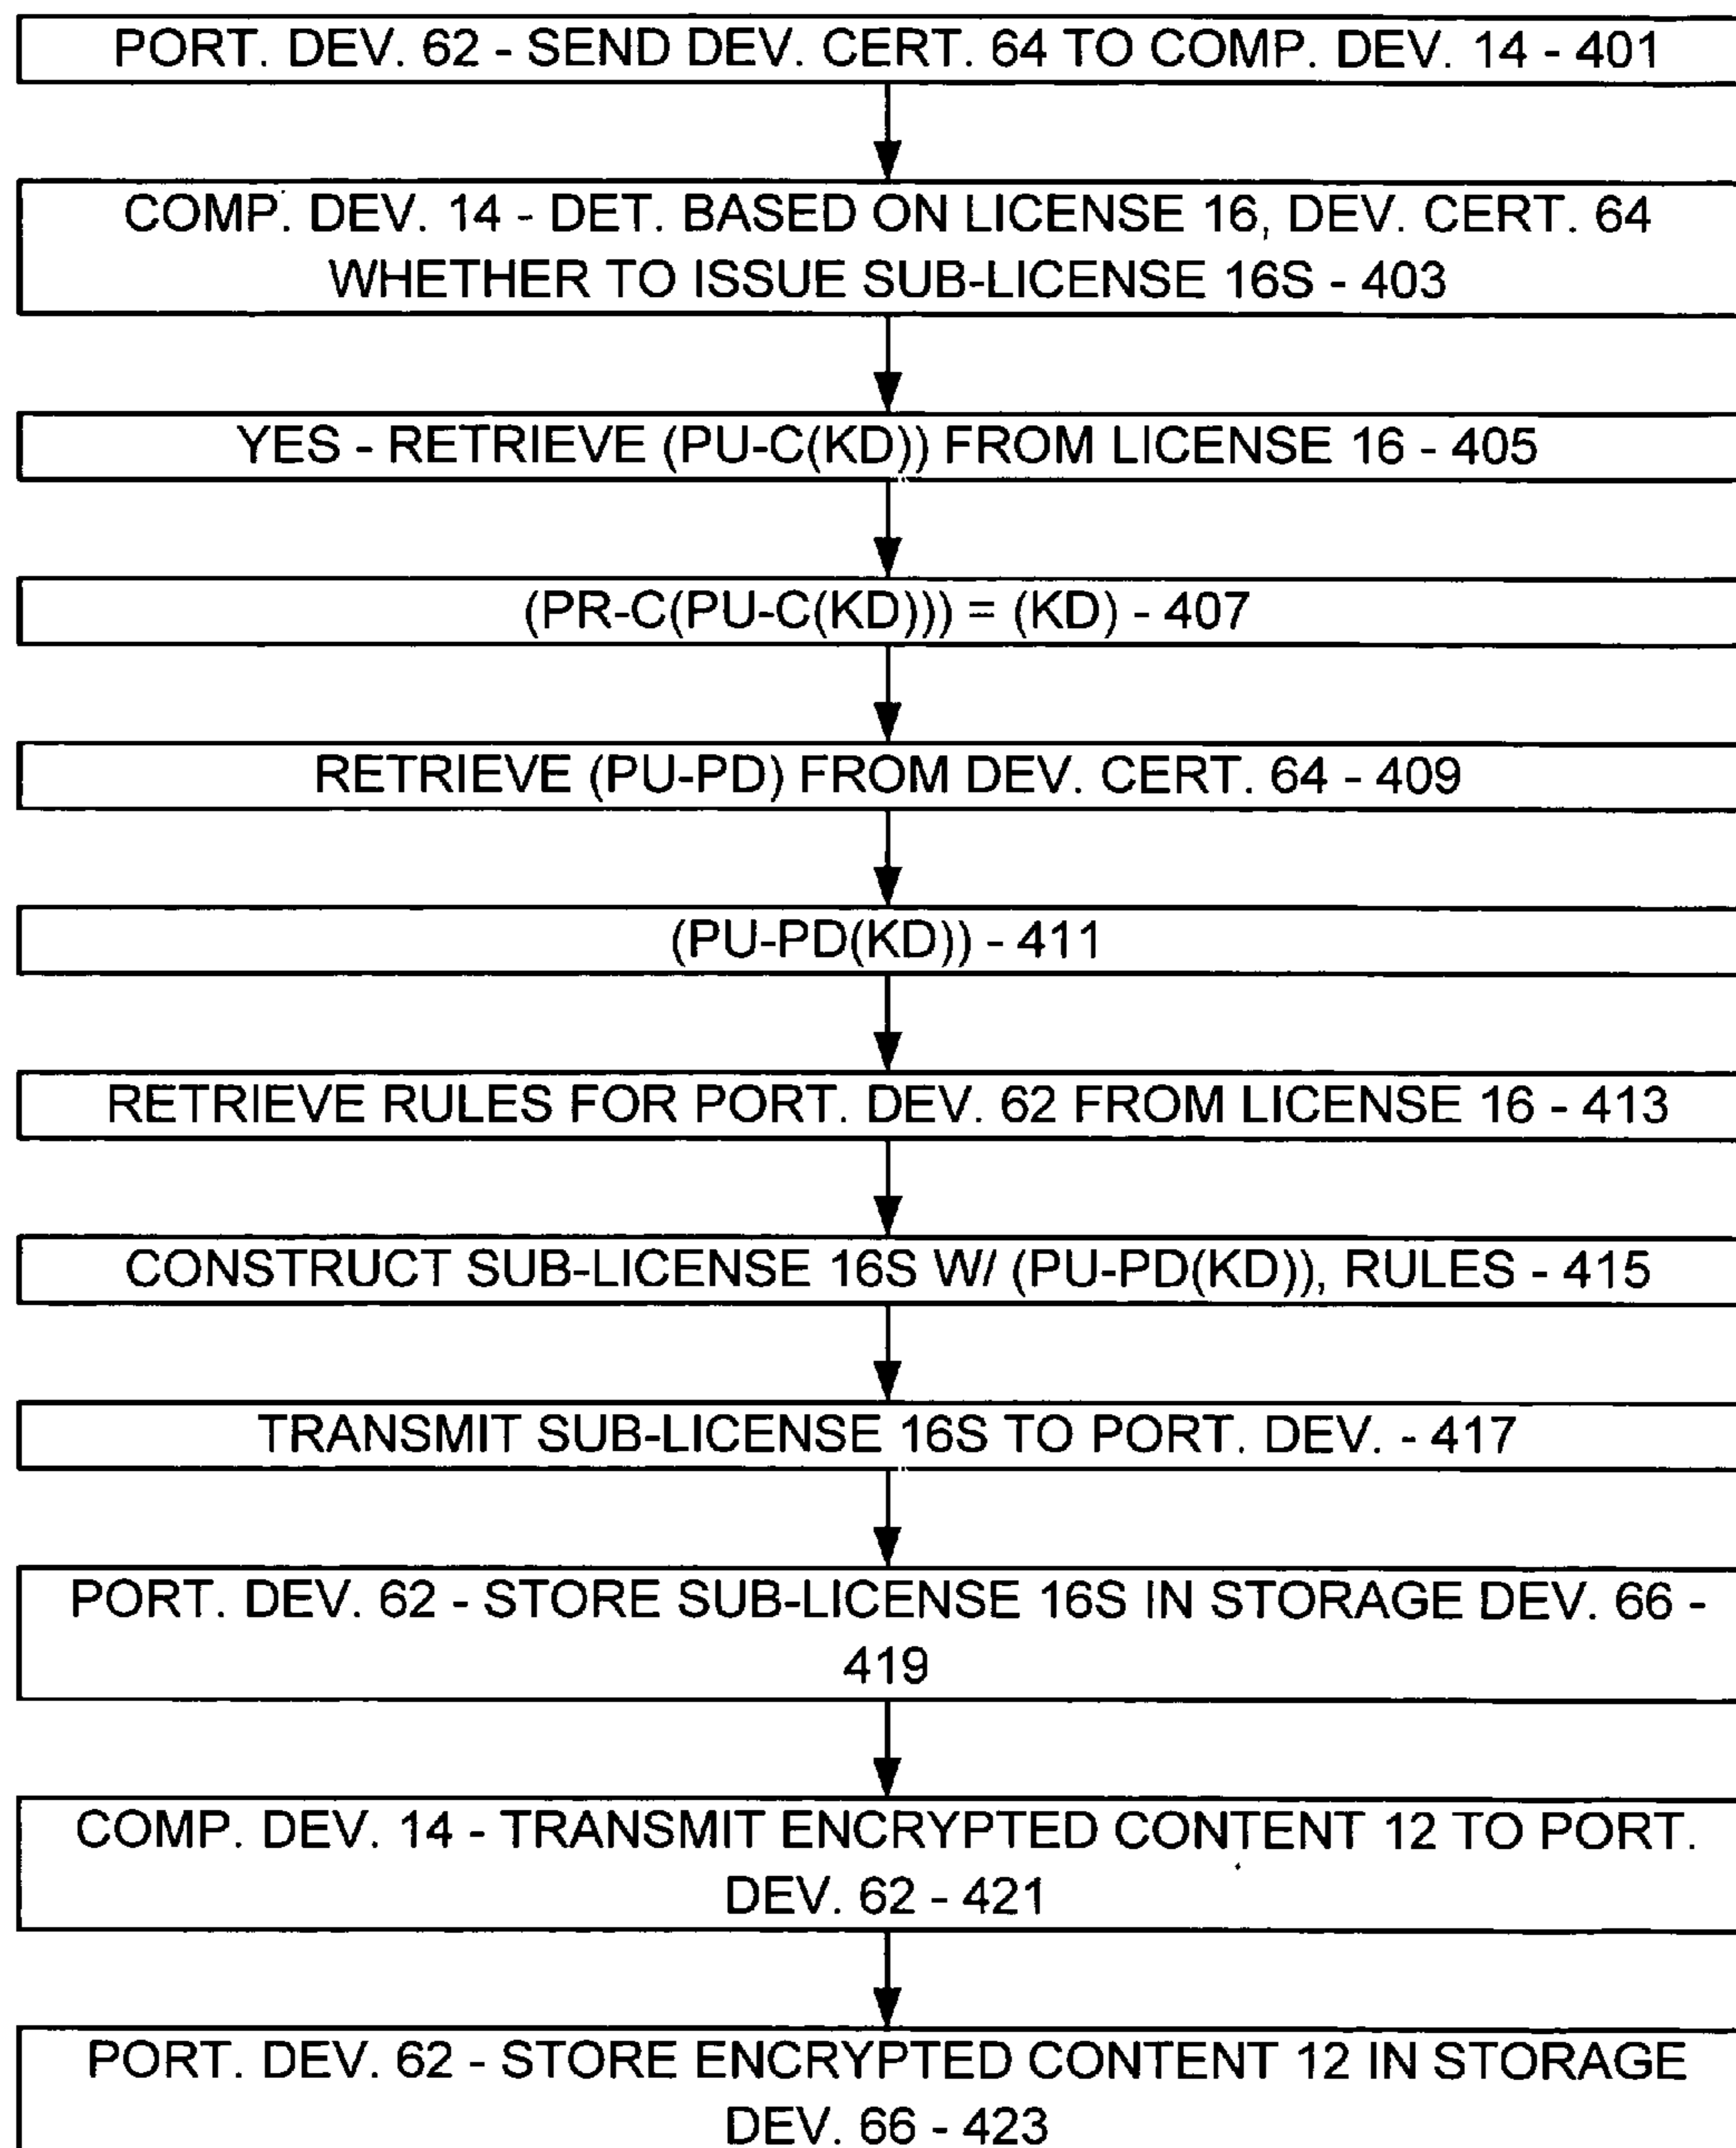 PORT. DEV. 62 - SEND DEV. CERT. 64 TO COMP. DEV. 14 - 401
COMP. DEV. 14 - DET. BASED ON LICENSE 16, DEV. CERT. 64
WHETHER TO ISSUE SUB-LICENSE 16S - 403
YES - RETRIEVE (PU-C(KD)) FROM LICENSE 16 - 405
(PR-C(PU-C(KD))) = (KD) - 407
RETRIEVE (PU-PD) FROM DEV. CERT. 64 - 409
(PU-PD(KD)) - 411
RETRIEVE RULES FOR PORT. DEV. 62 FROM LICENSE 16 - 413
CONSTRUCT SUB-LICENSE 16S W/ (PU-PD(KD)), RULES - 415
TRANSMIT SUB-LICENSE 16S TO PORT. DEV. - 417
PORT. DEV. 62 - STORE SUB-LICENSE 16S IN STORAGE DEV. 66 -
419
COMP. DEV. 14 - TRANSMIT ENCRYPTED CONTENT 12 TO PORT.
DEV. 62 - 421
PORT. DEV. 62 - STORE ENCRYPTED CONTENT 12 IN STORAGE
DEV. 66 - 423